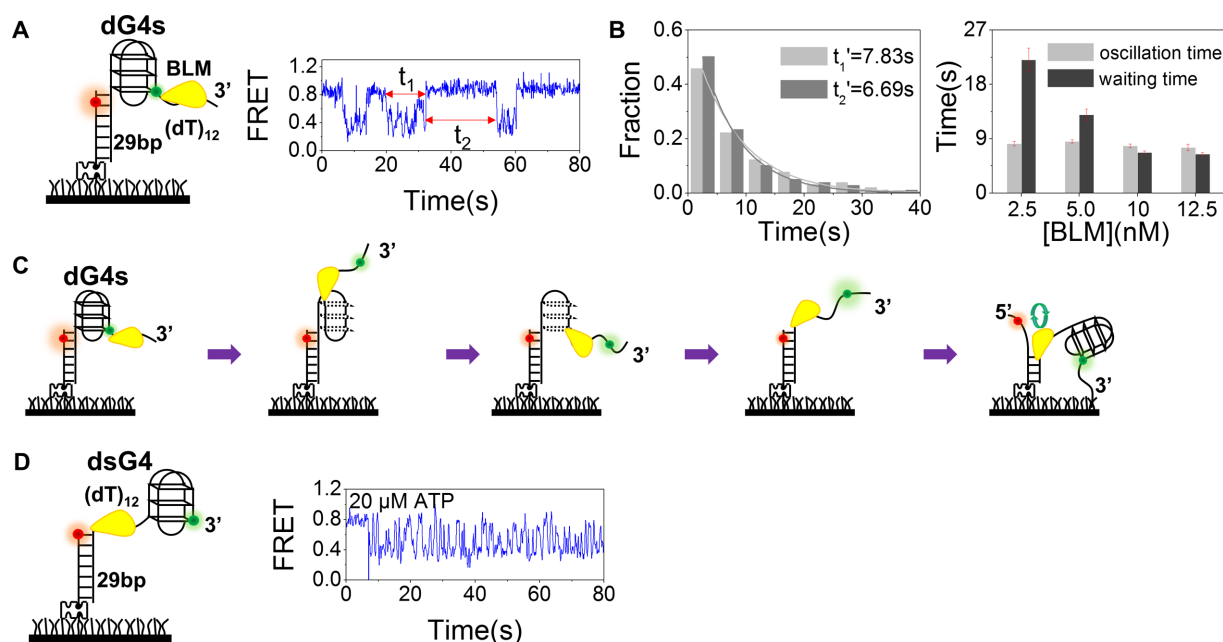 A
dG4s
BLM
3'
(dT)12
29bp
FRET
1.2
0.8
0.4
0.0
t1
t2
0 20 40 60 80
Time(s)
B
Fraction
0.6
0.4
0.2
0.0
t1'=7.83s
t2'=6.69s
0 10 20 30 40
Time(s)
Time(s)
27
18
9
0
oscillation time
waiting time
2.5 5.0 10 12.5
[BLM](nM)
C
dG4s
3'
3'
3'
3'
5'
3'
D
dsG4
(dT)12
3'
29bp
FRET
1.2
0.8
0.4
0.0
20 µM ATP
0 20 40 60 80
Time(s)